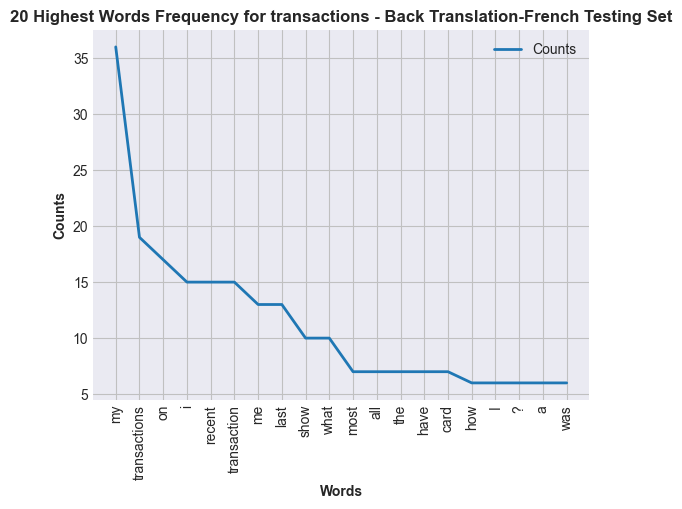 20 Highest Words Frequency for transactions - Back Translation-French Testing Set
Counts
35
30
25
20
15
10
5
Counts
my
transactions
on
i
recent
transaction
me
last
show
what
most
all
the
have
card
how
I
?
a
was
Words